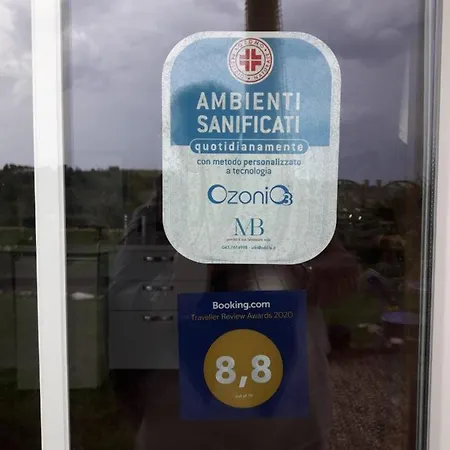 AMBIENTI
SANIFICATI
quotidianamente
con metodo personalizzato
a tecnologia
OzoniO3
MB
Booking.com
Traveller Review Awards 2020
8,8